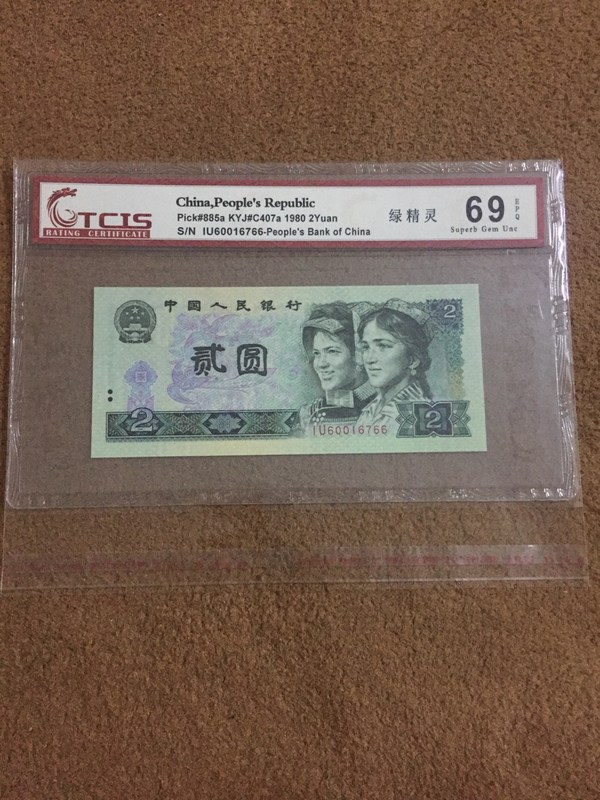 TCIS
RATING CERTIFICATE
China,People's Republic
Pick#885a KYJ#C407a 1980 2Yuan
S/N IU60016766-People's Bank of China
绿精灵
69
EPQ
Superb Gem Unc
中国人民银行
2
贰圆
2
2
IU60016766